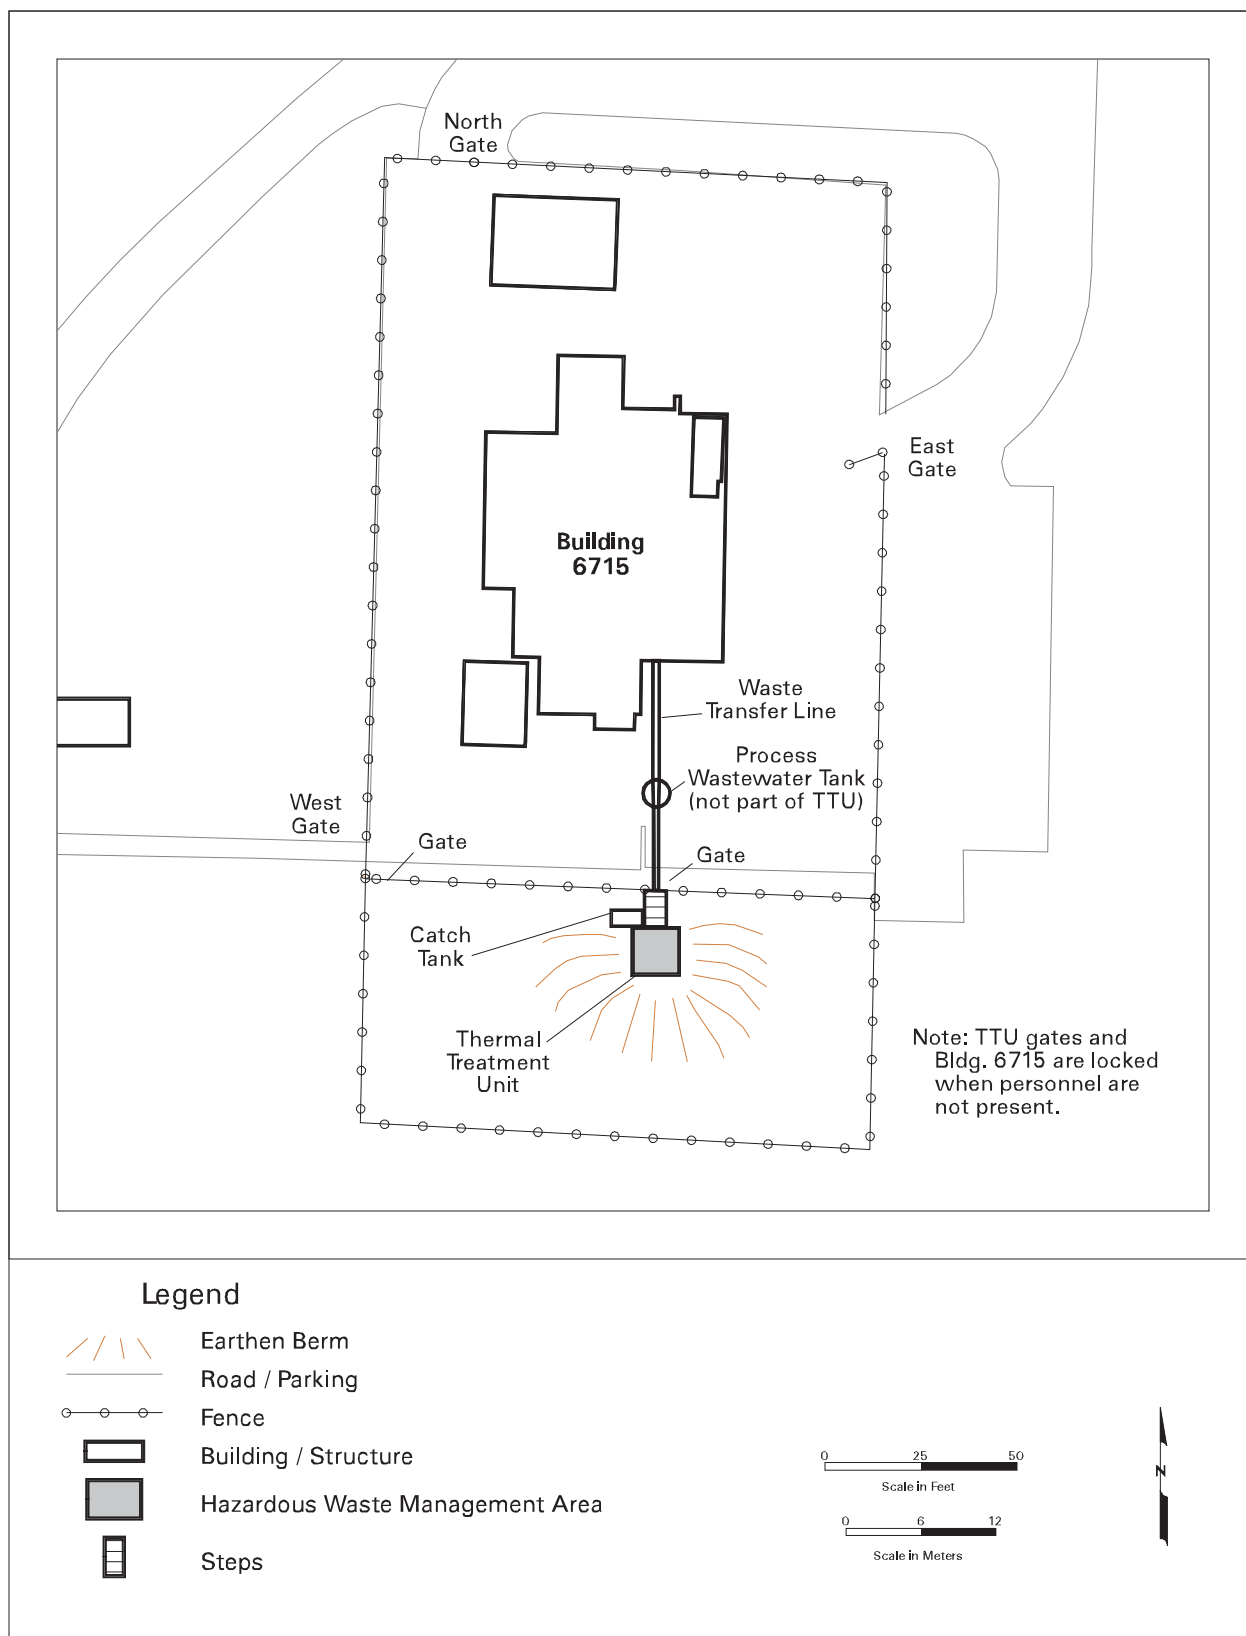 North
Gate
East
Gate
Building
6715
Waste
Transfer Line
Process
Wastewater Tank
(not part of TTU)
West
Gate
Gate
Gate
Catch
Tank
Thermal
Treatment
Unit
Note: TTU gates and
Bldg. 6715 are locked
when personnel are
not present.
Legend
Earthen Berm
Road / Parking
Fence
Building / Structure
Hazardous Waste Management Area
Steps
0 25 50
Scale in Feet
0 6 12
Scale in Meters
N